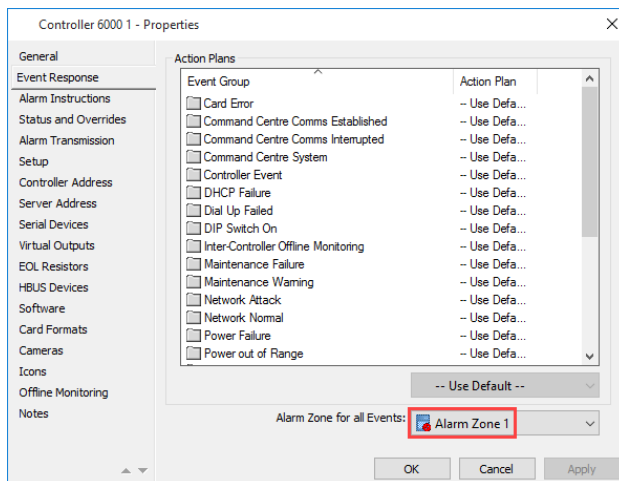 Controller 6000 1 - Properties
General
Event Response
Alarm Instructions
Status and Overrides
Alarm Transmission
Setup
Controller Address
Server Address
Serial Devices
Virtual Outputs
EOL Resistors
HBUS Devices
Software
Card Formats
Cameras
Icons
Offline Monitoring
Notes
Action Plans
Event Group Action Plan
Card Error -- Use Defa...
Command Centre Comms Established -- Use Defa...
Command Centre Comms Interrupted -- Use Defa...
Command Centre System -- Use Defa...
Controller Event -- Use Defa...
DHCP Failure -- Use Defa...
Dial Up Failed -- Use Defa...
DIP Switch On -- Use Defa...
Inter-Controller Offline Monitoring -- Use Defa...
Maintenance Failure -- Use Defa...
Maintenance Warning -- Use Defa...
Network Attack -- Use Defa...
Network Normal -- Use Defa...
Power Failure -- Use Defa...
Power out of Range -- Use Defa...
-- Use Default --
Alarm Zone for all Events: Alarm Zone 1
OK Cancel Apply